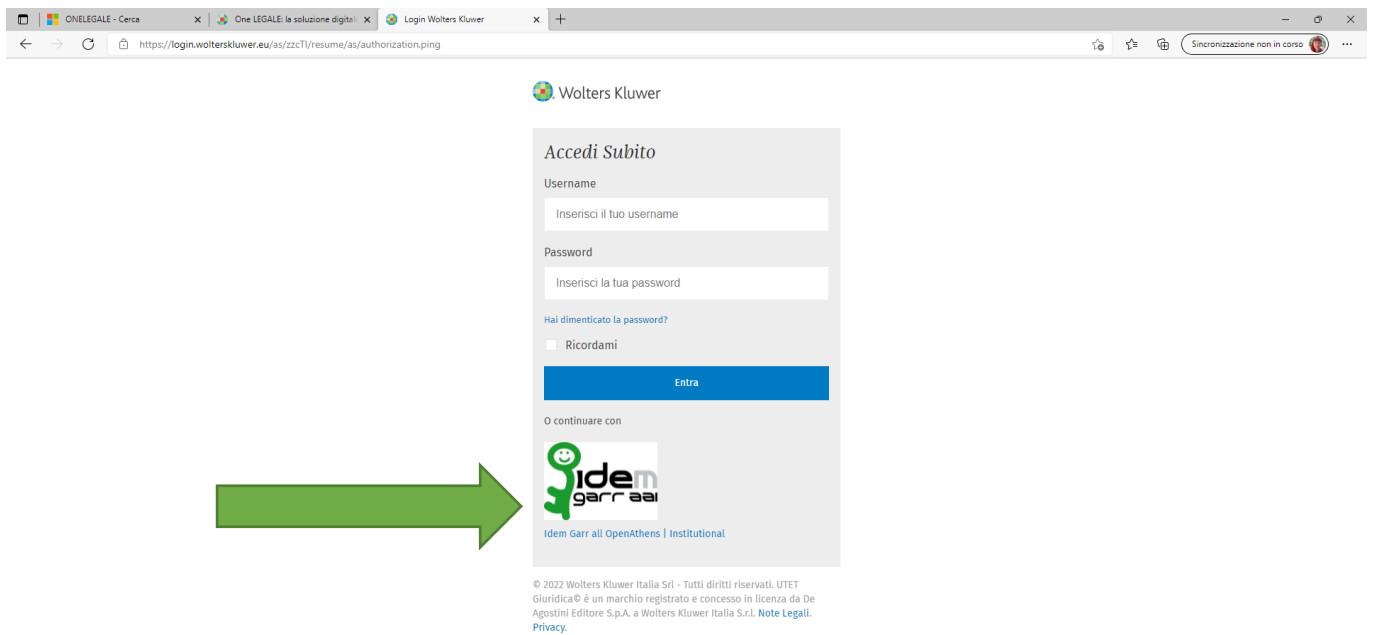 ONELEGALE - Cerca
One LEGALE: la soluzione digital
Login Wolters Kluwer
https://login.wolterskluwer.eu/as/zzcTI/resume/as/authorization.ping
Sincronizzazione non in corso
Wolters Kluwer
Accedi Subito
Username
Inserisci il tuo username
Password
Inserisci la tua password
Hai dimenticato la password?
Ricordami
Entra
O continuare con
idem
garr aai
Idem Garr all OpenAthens | Institutional
© 2022 Wolters Kluwer Italia Srl - Tutti diritti riservati. UTET
Giuridica© è un marchio registrato e concesso in licenza da De
Agostini Editore S.p.A. a Wolters Kluwer Italia S.r.l. Note Legali.
Privacy.